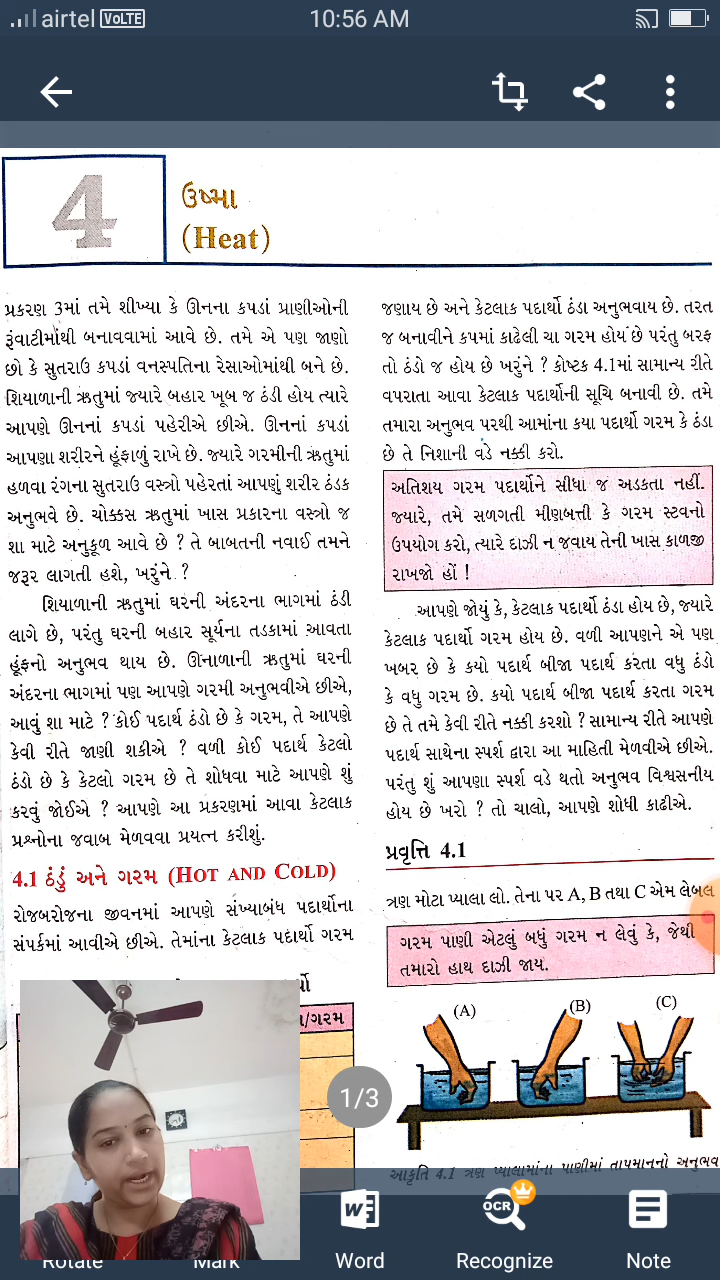 airtel VoLTE
10:56 AM
4
ઉષ્મા
(Heat)
પ્રકરણ 3માં તમે શીખ્યા કે ઊનના કપડાં પ્રાણીઓની
રૂંવાટીમાંથી બનાવવામાં આવે છે. તમે એ પણ જાણો
છો કે સુતરાઉ કપડાં વનસ્પતિના રેસાઓમાંથી બને છે.
શિયાળાની ઋતુમાં જ્યારે બહાર ખૂબ જ ઠંડી હોય ત્યારે
આપણે ઊનનાં કપડાં પહેરીએ છીએ. ઊનનાં કપડાં
આપણા શરીરને હૂંફાળું રાખે છે. જ્યારે ગરમીની ઋતુમાં
હળવા રંગના સુતરાઉ વસ્ત્રો પહેરતાં આપણું શરીર ઠંડક
અનુભવે છે. ચોક્કસ ઋતુમાં ખાસ પ્રકારના વસ્ત્રો જ
શા માટે અનુકૂળ આવે છે ? તે બાબતની નવાઈ તમને
જરૂર લાગતી હશે, ખરુંને ?
શિયાળાની ઋતુમાં ઘરની અંદરના ભાગમાં ઠંડી
લાગે છે, પરંતુ ઘરની બહાર સૂર્યના તડકામાં આવતા
હૂંફનો અનુભવ થાય છે. ઊનાળાની ઋતુમાં ઘરની
અંદરના ભાગમાં પણ આપણે ગરમી અનુભવીએ છીએ,
આવું શા માટે ? કોઈ પદાર્થ ઠંડો છે કે ગરમ, તે આપણે
કેવી રીતે જાણી શકીએ ? વળી કોઈ પદાર્થ કેટલો
ઠંડો છે કે કેટલો ગરમ છે તે શોધવા માટે આપણે શું
કરવું જોઈએ ? આપણે આ પ્રકરણમાં આવા કેટલાક
પ્રશ્નોના જવાબ મેળવવા પ્રયત્ન કરીશું.
4.1 ઠંડું અને ગરમ (HOT AND COLD)
રોજબરોજના જીવનમાં આપણે સંખ્યાબંધ પદાર્થોના
સંપર્કમાં આવીએ છીએ. તેમાંના કેટલાક પદાર્થો ગરમ
/ગરમ
જણાય છે અને કેટલાક પદાર્થો ઠંડા અનુભવાય છે. તરત
જ બનાવીને કપમાં કાઢેલી ચા ગરમ હોય છે પરંતુ બરફ
તો ઠંડો જ હોય છે ખરુંને ? કોષ્ટક 4.1માં સામાન્ય રીતે
વપરાતા આવા કેટલાક પદાર્થોની સૂચિ બનાવી છે. તમે
તમારા અનુભવ પરથી આમાંના કયા પદાર્થો ગરમ કે ઠંડા
છે તે નિશાની વડે નક્કી કરો.
અતિશય ગરમ પદાર્થોને સીધા જ અડકતા નહીં.
જ્યારે, તમે સળગતી મીણબત્તી કે ગરમ સ્ટવનો
ઉપયોગ કરો, ત્યારે દાઝી ન જવાય તેની ખાસ કાળજી
રાખજો હોં !
આપણે જોયું કે, કેટલાક પદાર્થો ઠંડા હોય છે, જ્યારે
કેટલાક પદાર્થો ગરમ હોય છે. વળી આપણને એ પણ
ખબર છે કે કયો પદાર્થ બીજા પદાર્થ કરતા વધુ ઠંડો
કે વધુ ગરમ છે. કયો પદાર્થ બીજા પદાર્થ કરતા ગરમ
છે તે તમે કેવી રીતે નક્કી કરશો ? સામાન્ય રીતે આપણે
પદાર્થ સાથેના સ્પર્શ દ્વારા આ માહિતી મેળવીએ છીએ.
પરંતુ શું આપણા સ્પર્શ વડે થતો અનુભવ વિશ્વસનીય
હોય છે ખરો ? તો ચાલો, આપણે શોધી કાઢીએ.
પ્રવૃત્તિ 4.1
ત્રણ મોટા પ્યાલા લો. તેના પર A, B તથા C એમ લેબલ
ગરમ પાણી એટલું બધું ગરમ ન લેવું કે, જેથી
તમારો હાથ દાઝી જાય.
(A)
(B)
(C)
આકૃતિ 4.1 ત્રણ પ્યાલામાંના પાણીમાં તાપમાનનો અનુભવ
1/3
Rotate
Mark
Word
OCR
Recognize
Note